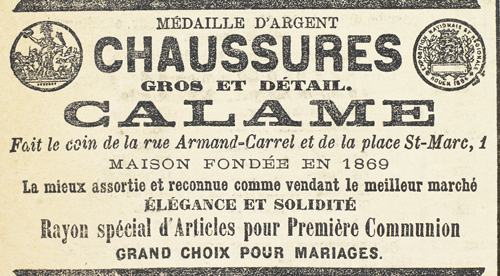 MÉDAILLE D'ARGENT
CHAUSSURES
GROS ET DÉTAIL.
CALAME
Fait le coin de la rue Armand-Carrel et de la place St-Marc, 1
MAISON FONDÉE EN 1869
La mieux assortie et reconnue comme vendant le meilleur marché
ÉLÉGANCE ET SOLIDITÉ
Rayon spécial d'Articles pour Première Communion
GRAND CHOIX POUR MARIAGES.